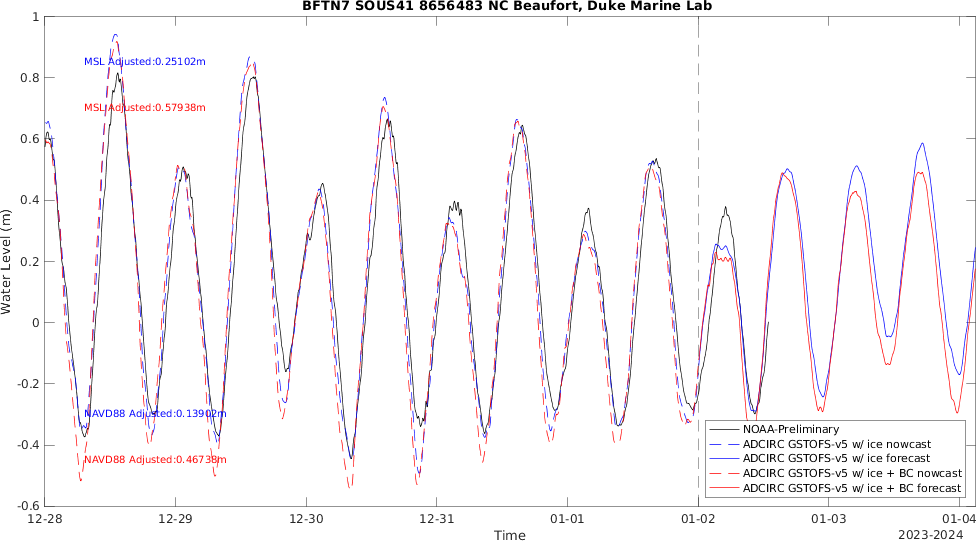 BFTN7 SOUS41 8656483 NC Beaufort, Duke Marine Lab
1
0.8
0.6
0.4
0.2
0
-0.2
-0.4
-0.6
Water Level (m)
MSL Adjusted:0.25102m
MSL Adjusted:0.57938m
NAVD88 Adjusted:0.13902m
NAVD88 Adjusted:0.46738m
NOAA-Preliminary
ADCIRC GSTOFS-v5 w/ ice nowcast
ADCIRC GSTOFS-v5 w/ ice forecast
ADCIRC GSTOFS-v5 w/ ice + BC nowcast
ADCIRC GSTOFS-v5 w/ ice + BC forecast
12-28 12-29 12-30 12-31 01-01 01-02 01-03 01-04
Time
2023-2024